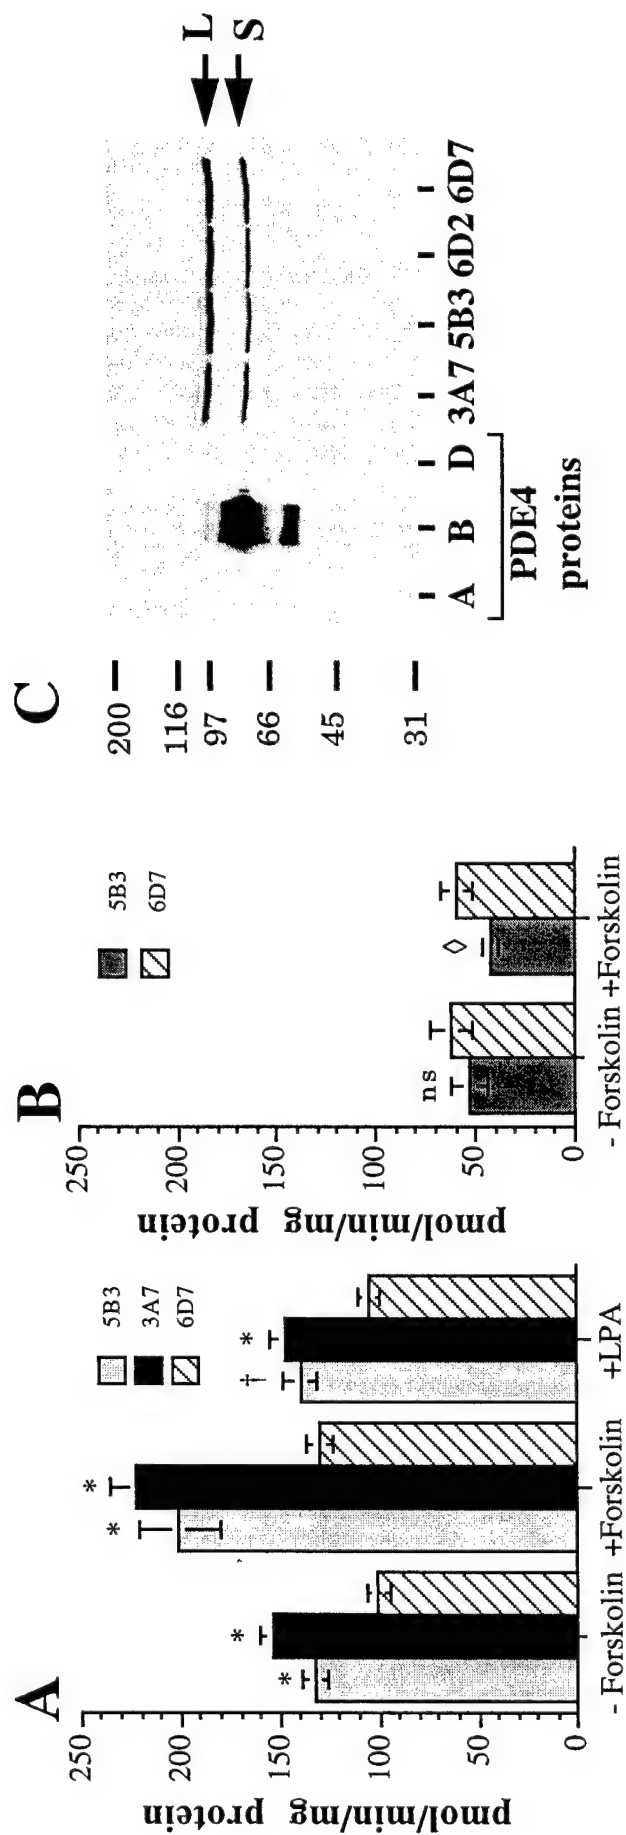 A
pmol/min/mg protein
250
200
150
100
50
0
5B3
3A7
6D7
*
*
*
*
†
*
- Forskolin +Forskolin +LPA
B
pmol/min/mg protein
250
200
150
100
50
0
5B3
6D7
ns
◊
- Forskolin +Forskolin
C
200
116
97
66
45
31
L
S
A B D 3A7 5B3 6D2 6D7
PDE4
proteins